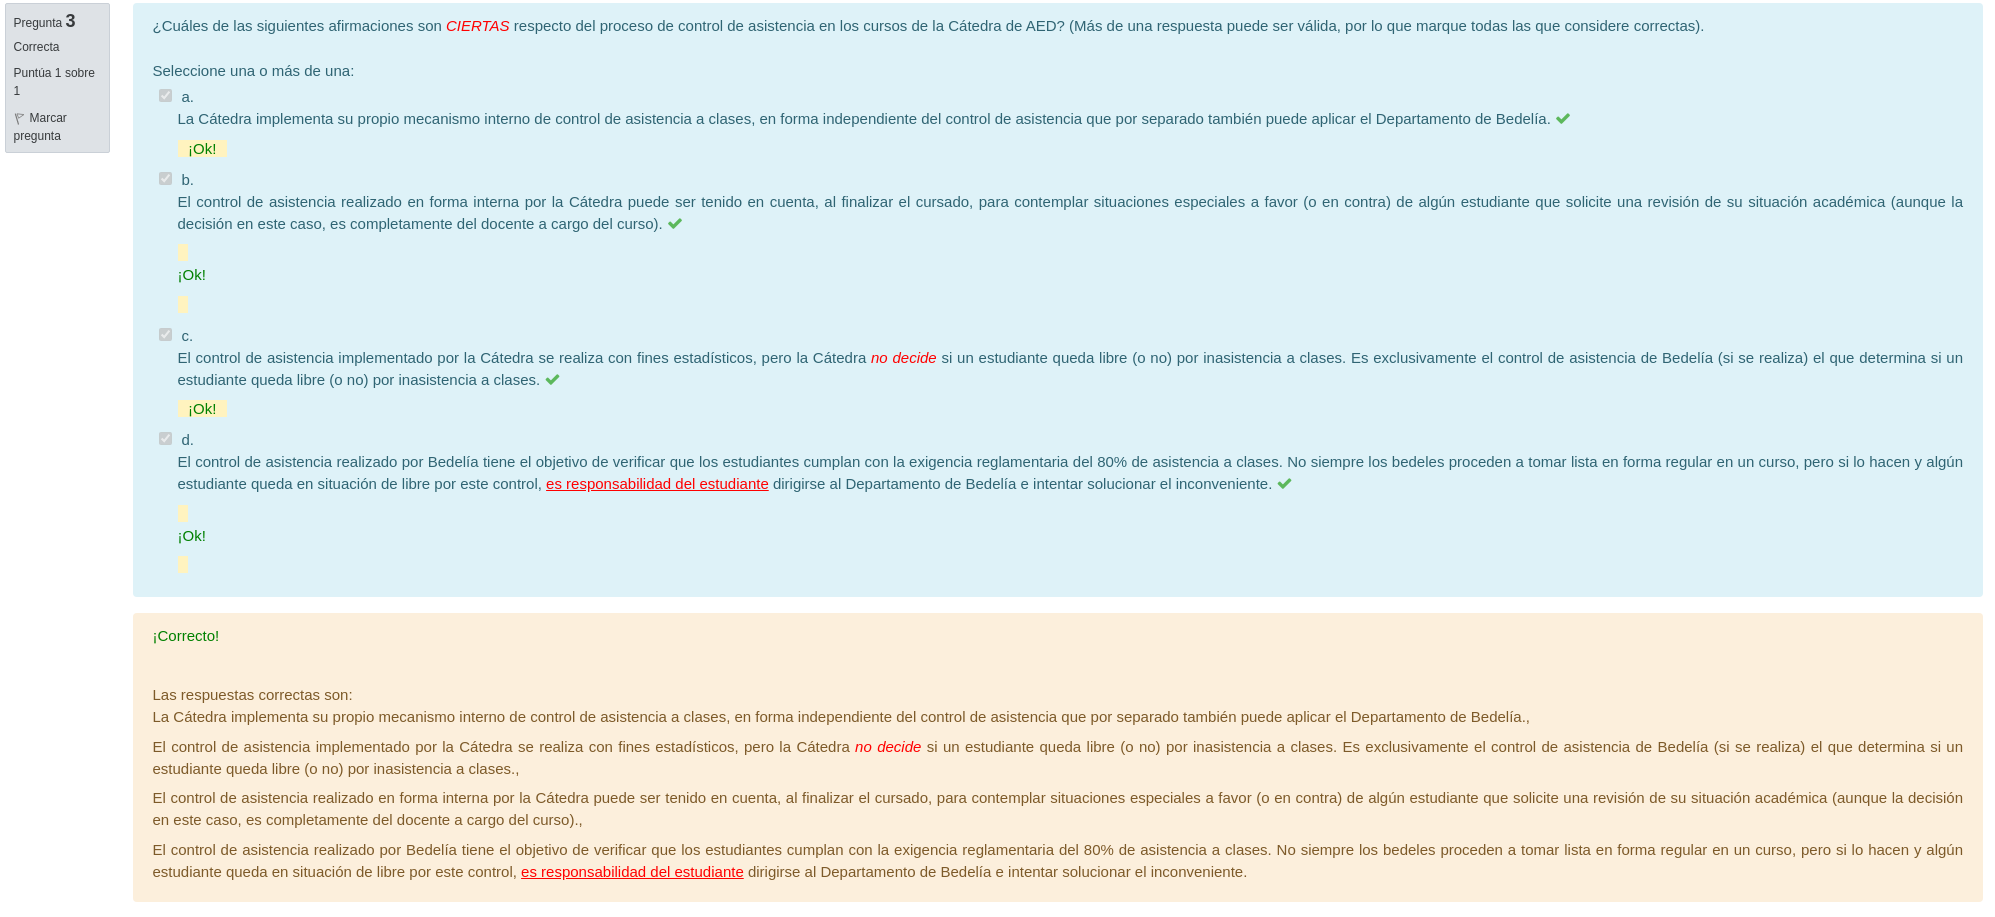 Pregunta 3
Correcta
Puntúa 1 sobre
1
Marcar
pregunta
¿Cuáles de las siguientes afirmaciones son CIERTAS respecto del proceso de control de asistencia en los cursos de la Cátedra de AED? (Más de una respuesta puede ser válida, por lo que marque todas las que considere correctas).
Seleccione una o más de una:
a.
La Cátedra implementa su propio mecanismo interno de control de asistencia a clases, en forma independiente del control de asistencia que por separado también puede aplicar el Departamento de Bedelía.
¡Ok!
b.
El control de asistencia realizado en forma interna por la Cátedra puede ser tenido en cuenta, al finalizar el cursado, para contemplar situaciones especiales a favor (o en contra) de algún estudiante que solicite una revisión de su situación académica (aunque la
decisión en este caso, es completamente del docente a cargo del curso).
¡Ok!
c.
El control de asistencia implementado por la Cátedra se realiza con fines estadísticos, pero la Cátedra no decide si un estudiante queda libre (o no) por inasistencia a clases. Es exclusivamente el control de asistencia de Bedelía (si se realiza) el que determina si un
estudiante queda libre (o no) por inasistencia a clases.
¡Ok!
d.
El control de asistencia realizado por Bedelía tiene el objetivo de verificar que los estudiantes cumplan con la exigencia reglamentaria del 80% de asistencia a clases. No siempre los bedeles proceden a tomar lista en forma regular en un curso, pero si lo hacen y algún
estudiante queda en situación de libre por este control, es responsabilidad del estudiante dirigirse al Departamento de Bedelía e intentar solucionar el inconveniente.
¡Ok!
¡Correcto!
Las respuestas correctas son:
La Cátedra implementa su propio mecanismo interno de control de asistencia a clases, en forma independiente del control de asistencia que por separado también puede aplicar el Departamento de Bedelía.,
El control de asistencia implementado por la Cátedra se realiza con fines estadísticos, pero la Cátedra no decide si un estudiante queda libre (o no) por inasistencia a clases. Es exclusivamente el control de asistencia de Bedelía (si se realiza) el que determina si un
estudiante queda libre (o no) por inasistencia a clases.,
El control de asistencia realizado en forma interna por la Cátedra puede ser tenido en cuenta, al finalizar el cursado, para contemplar situaciones especiales a favor (o en contra) de algún estudiante que solicite una revisión de su situación académica (aunque la decisión
en este caso, es completamente del docente a cargo del curso).,
El control de asistencia realizado por Bedelía tiene el objetivo de verificar que los estudiantes cumplan con la exigencia reglamentaria del 80% de asistencia a clases. No siempre los bedeles proceden a tomar lista en forma regular en un curso, pero si lo hacen y algún
estudiante queda en situación de libre por este control, es responsabilidad del estudiante dirigirse al Departamento de Bedelía e intentar solucionar el inconveniente.